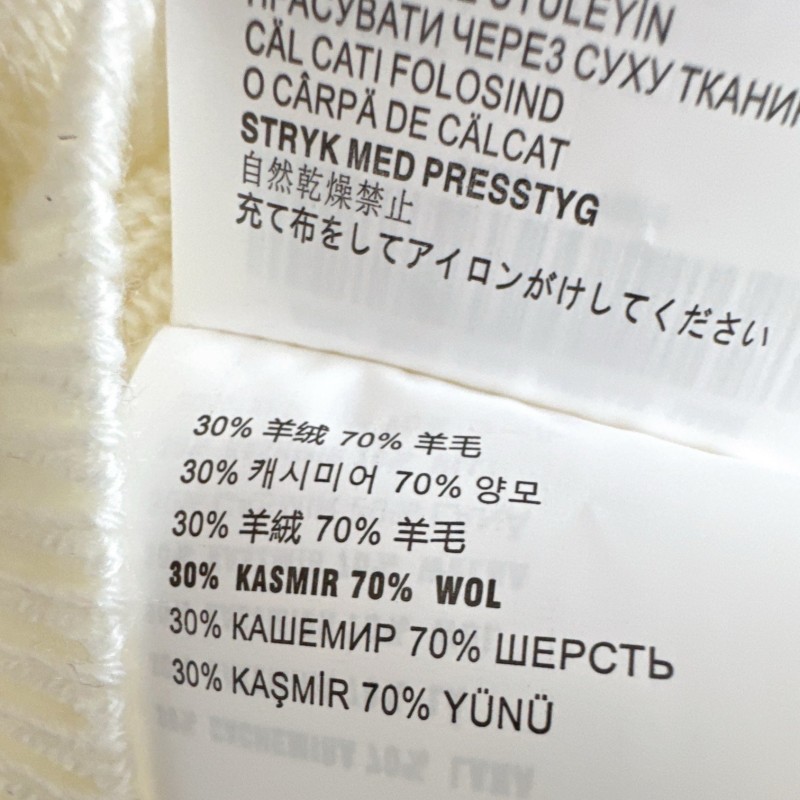 ÜTÜLEYİN
ПРАСУВАТИ ЧЕРЕЗ СУХУ ТКАНИ
CĂL CATI FOLOSIND
O CÂRPĂ DE CĂLCAT
STRYK MED PRESSTYG
自然乾燥禁止
充て布をしてアイロンがけしてください
30% 羊绒 70% 羊毛
30% 캐시미어 70% 양모
30% 羊絨 70% 羊毛
30% KASMIR 70% WOL
30% КАШЕМИР 70% ШЕРСТЬ
30% KAŞMİR 70% YÜNÜ